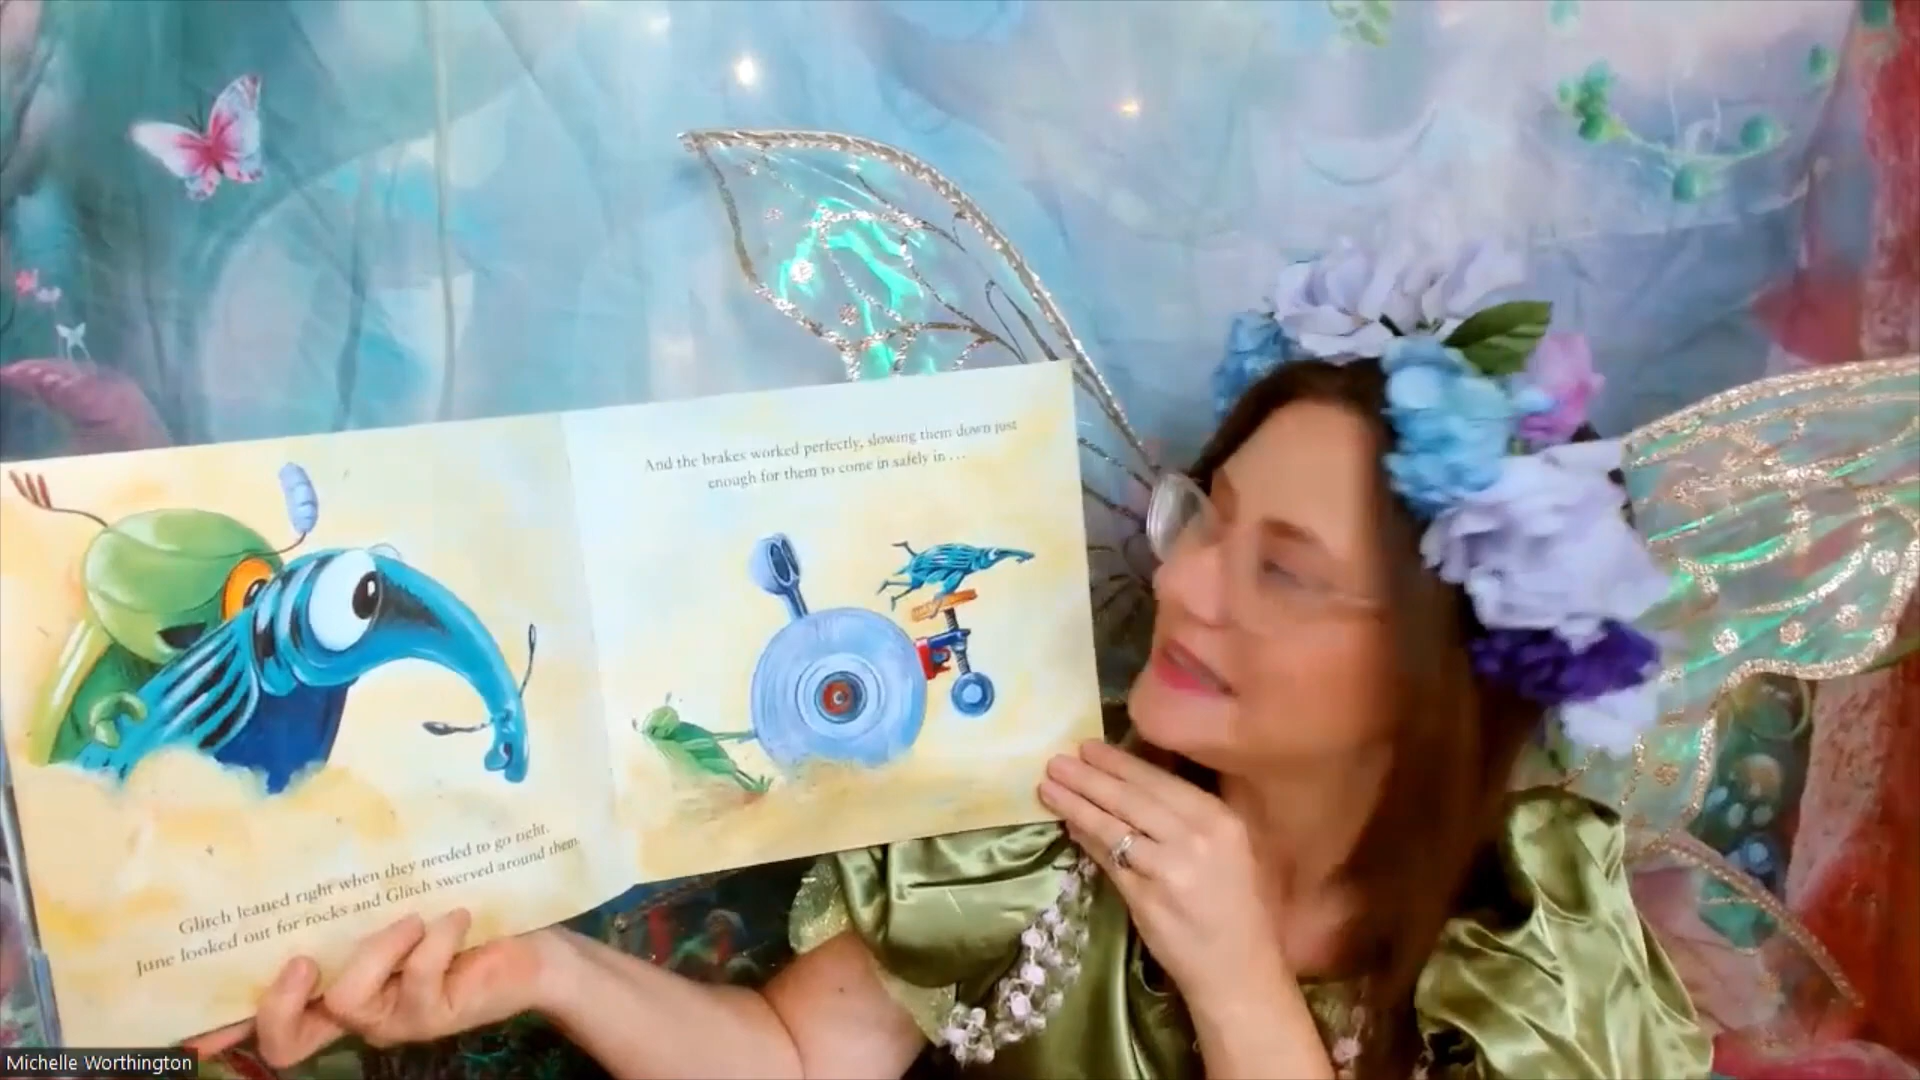 Glitch leaned right when they needed to go right.
June looked out for rocks and Glitch swerved around them.
And the brakes worked perfectly, slowing them down just
enough for them to come in safely in . . .
Michelle Worthington